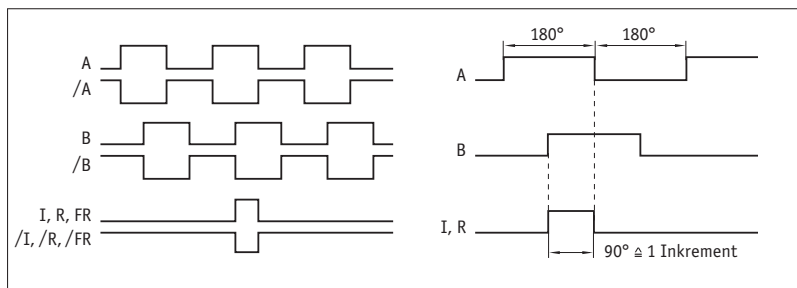 A
/A
B
/B
I, R, FR
/I, /R, /FR
180° 180°
A
B
I, R
90° ≙ 1 Inkrement